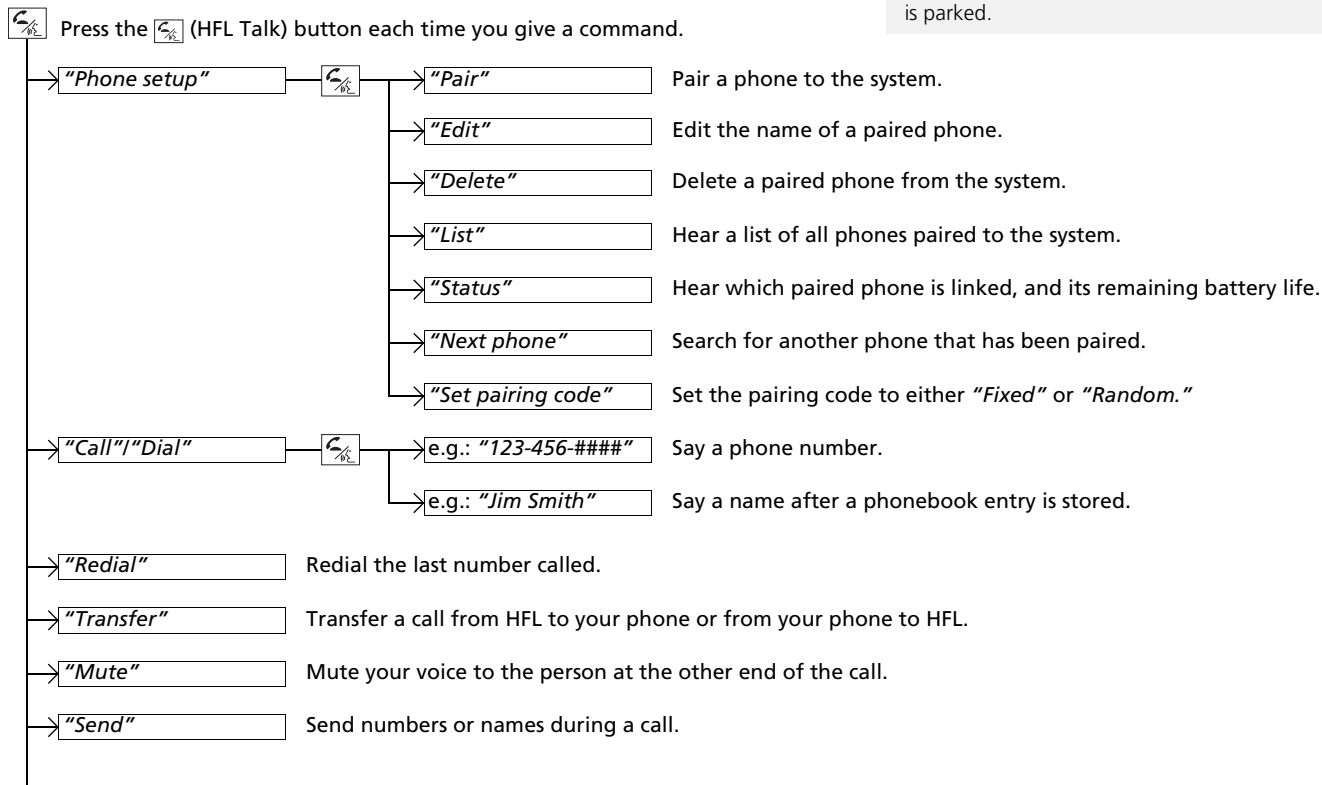 is parked.
Press the (HFL Talk) button each time you give a command.
"Phone setup"
"Pair" Pair a phone to the system.
"Edit" Edit the name of a paired phone.
"Delete" Delete a paired phone from the system.
"List" Hear a list of all phones paired to the system.
"Status" Hear which paired phone is linked, and its remaining battery life.
"Next phone" Search for another phone that has been paired.
"Set pairing code" Set the pairing code to either "Fixed" or "Random."
"Call"/"Dial"
e.g.: "123-456-####" Say a phone number.
e.g.: "Jim Smith" Say a name after a phonebook entry is stored.
"Redial" Redial the last number called.
"Transfer" Transfer a call from HFL to your phone or from your phone to HFL.
"Mute" Mute your voice to the person at the other end of the call.
"Send" Send numbers or names during a call.